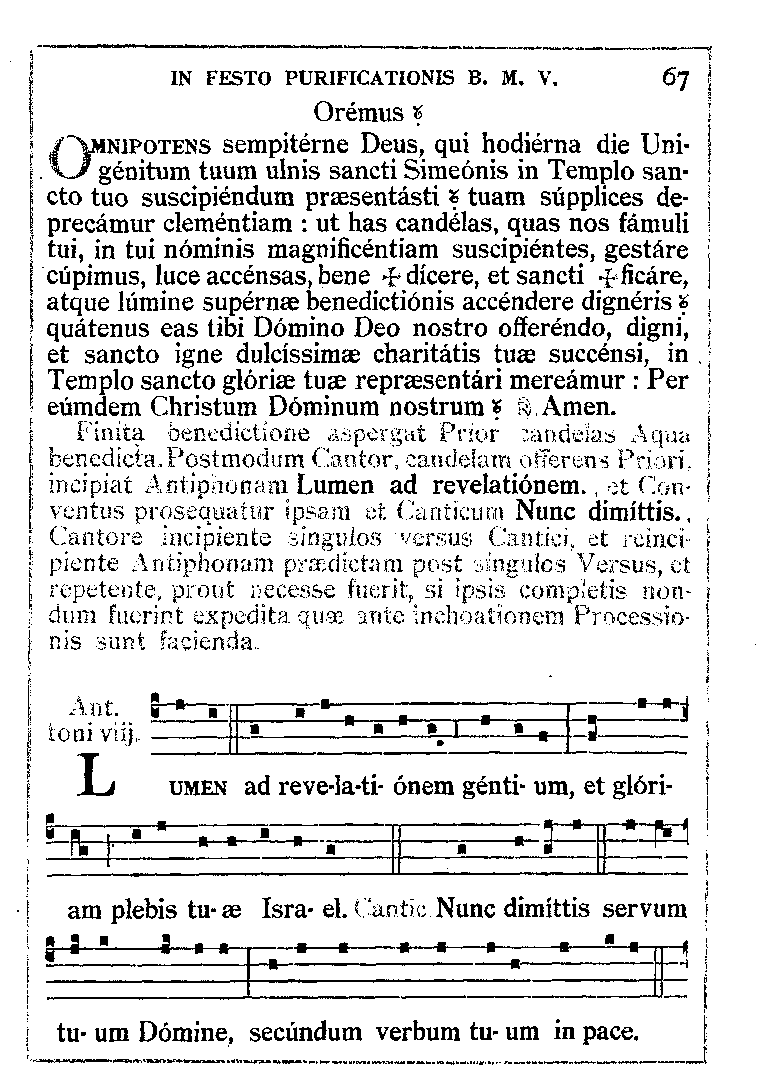 IN FESTO PURIFICATIONIS B. M. V. 67
Orémus
OMNIPOTENS sempitérne Deus, qui hodiérna die Uni-
génitum tuum ulnis sancti Simeónis in Templo san-
cto tuo suscipiéndum præsentásti tuam súpplices de-
precámur cleméntiam : ut has candélas, quas nos fámuli
tui, in tui nóminis magnificéntiam suscipiéntes, gestáre
cúpimus, luce accénsas, bene ✢ dícere, et sancti ✢ ficáre,
atque lúmine supérnæ benedictiónis accéndere dignéris
quátenus eas tibi Dómino Deo nostro offeréndo, digni,
et sancto igne dulcíssimæ charitátis tuæ succénsi, in
Templo sancto glóriæ tuæ repræsentári mereámur : Per
eúmdem Christum Dóminum nostrum ℟. Amen.
Finita benedictione aspergat Prior candelas Aqua
benedicta. Postmodum Cantor, candelam offerens Priori,
incipiat Antiphonam Lumen ad revelatiónem., et Con-
ventus prosequatur ipsam et Canticum Nunc dimíttis.,
Cantore incipiente singulos versus Cantici, et reinci-
piente Antiphonam prædictam post singulos Versus, et
repetente, prout necesse fuerit, si ipsis completis non-
dum fuerint expedita quæ ante inchoationem Processio-
nis sunt facienda.
Ant.
toni viij.
LUMEN ad reve-la-ti- ónem génti- um, et glóri-
am plebis tu- æ Isra- el. Cantic. Nunc dimíttis servum
tu- um Dómine, secúndum verbum tu- um in pace.